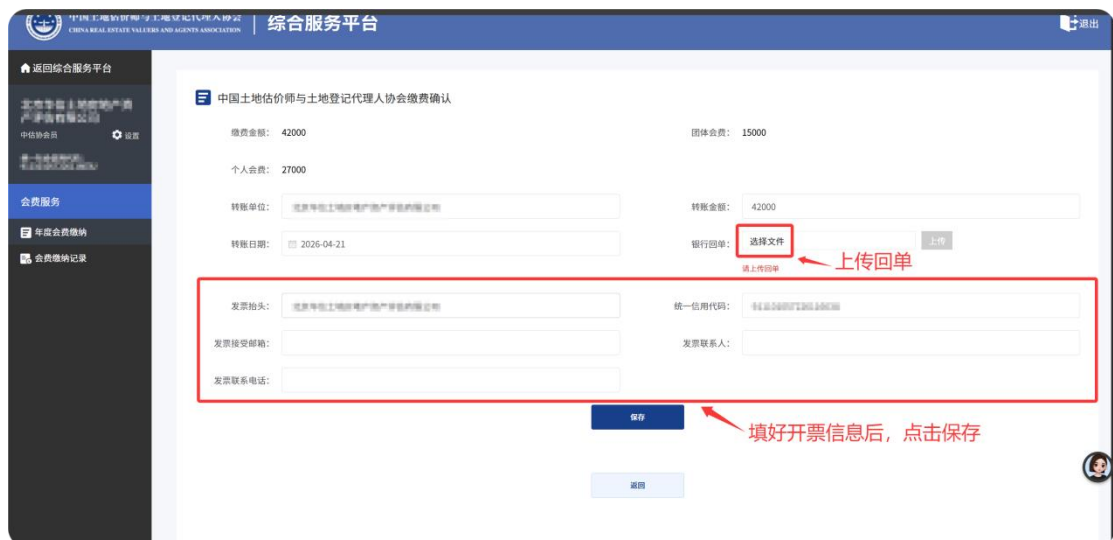 中国土地估价师与土地登记代理人协会
CHINA REAL ESTATE VALUERS AND AGENTS ASSOCIATION
综合服务平台
退出
返回综合服务平台
中估协会员
设置
会费服务
年度会费缴纳
会费缴纳记录
中国土地估价师与土地登记代理人协会缴费确认
缴费金额： 42000
团体会费： 15000
个人会费： 27000
转账单位：
转账金额： 42000
转账日期： 2026-04-21
银行回单： 选择文件 上传
请上传回单
上传回单
发票抬头：
统一信用代码：
发票接受邮箱：
发票联系人：
发票联系电话：
保存
填好开票信息后，点击保存
返回